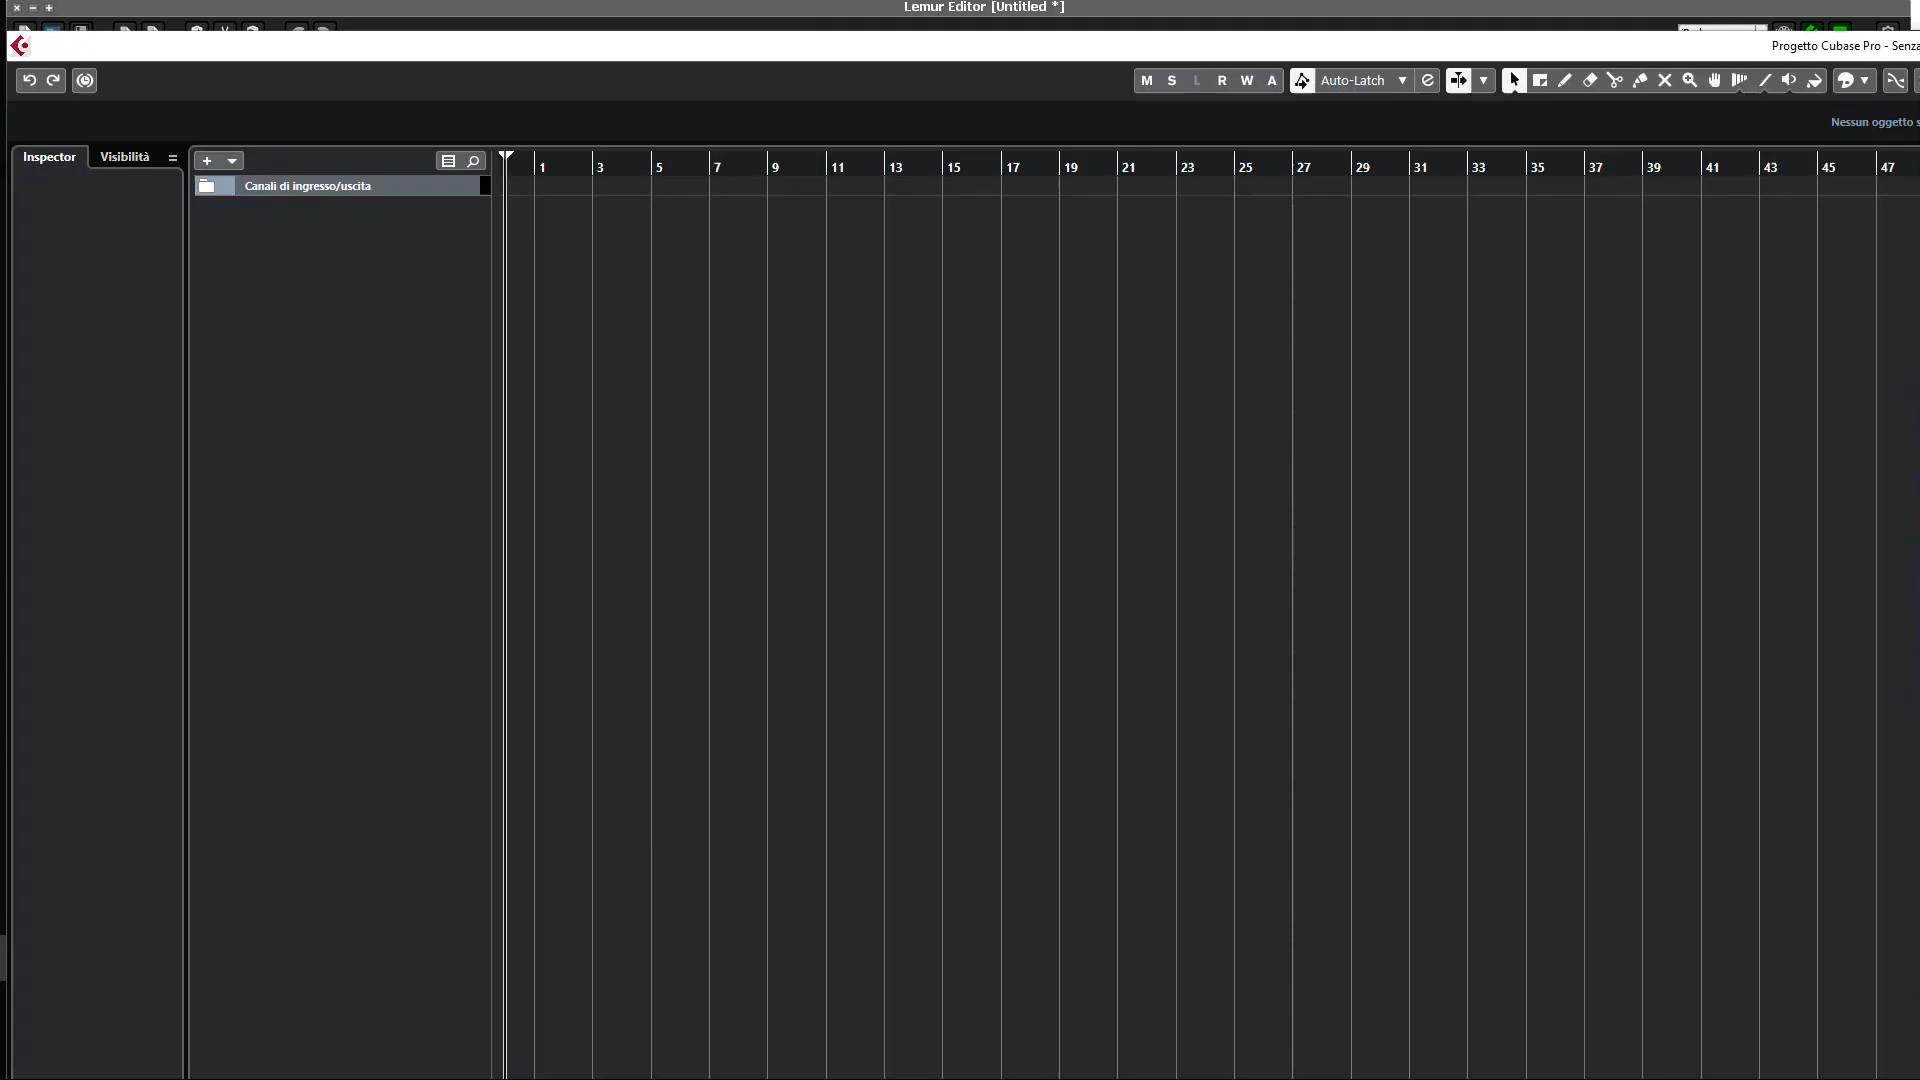 Lemur Editor [Untitled *]
Progetto Cubase Pro - Senza
M S L R W A Auto-Latch
Nessun oggetto s
Inspector Visibilità
1 3 5 7 9 11 13 15 17 19 21 23 25 27 29 31 33 35 37 39 41 43 45 47
Canali di ingresso/uscita